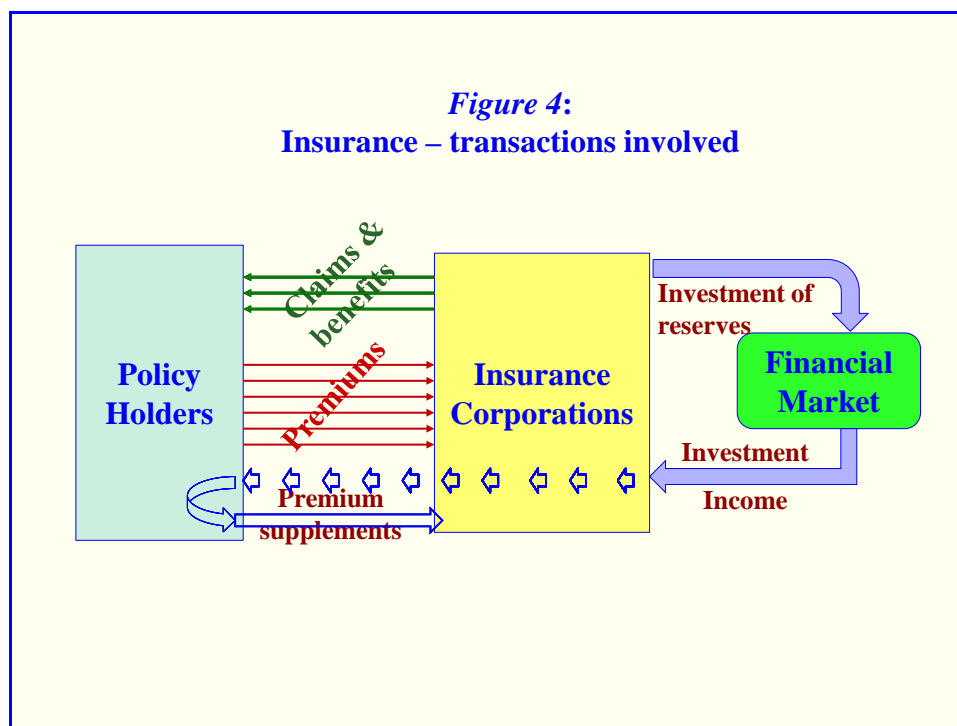 Figure 4:
Insurance – transactions involved
Claims &
benefits
Investment of
reserves
Policy
Holders
Premiums
Insurance
Corporations
Financial
Market
Investment
Income
Premium
supplements